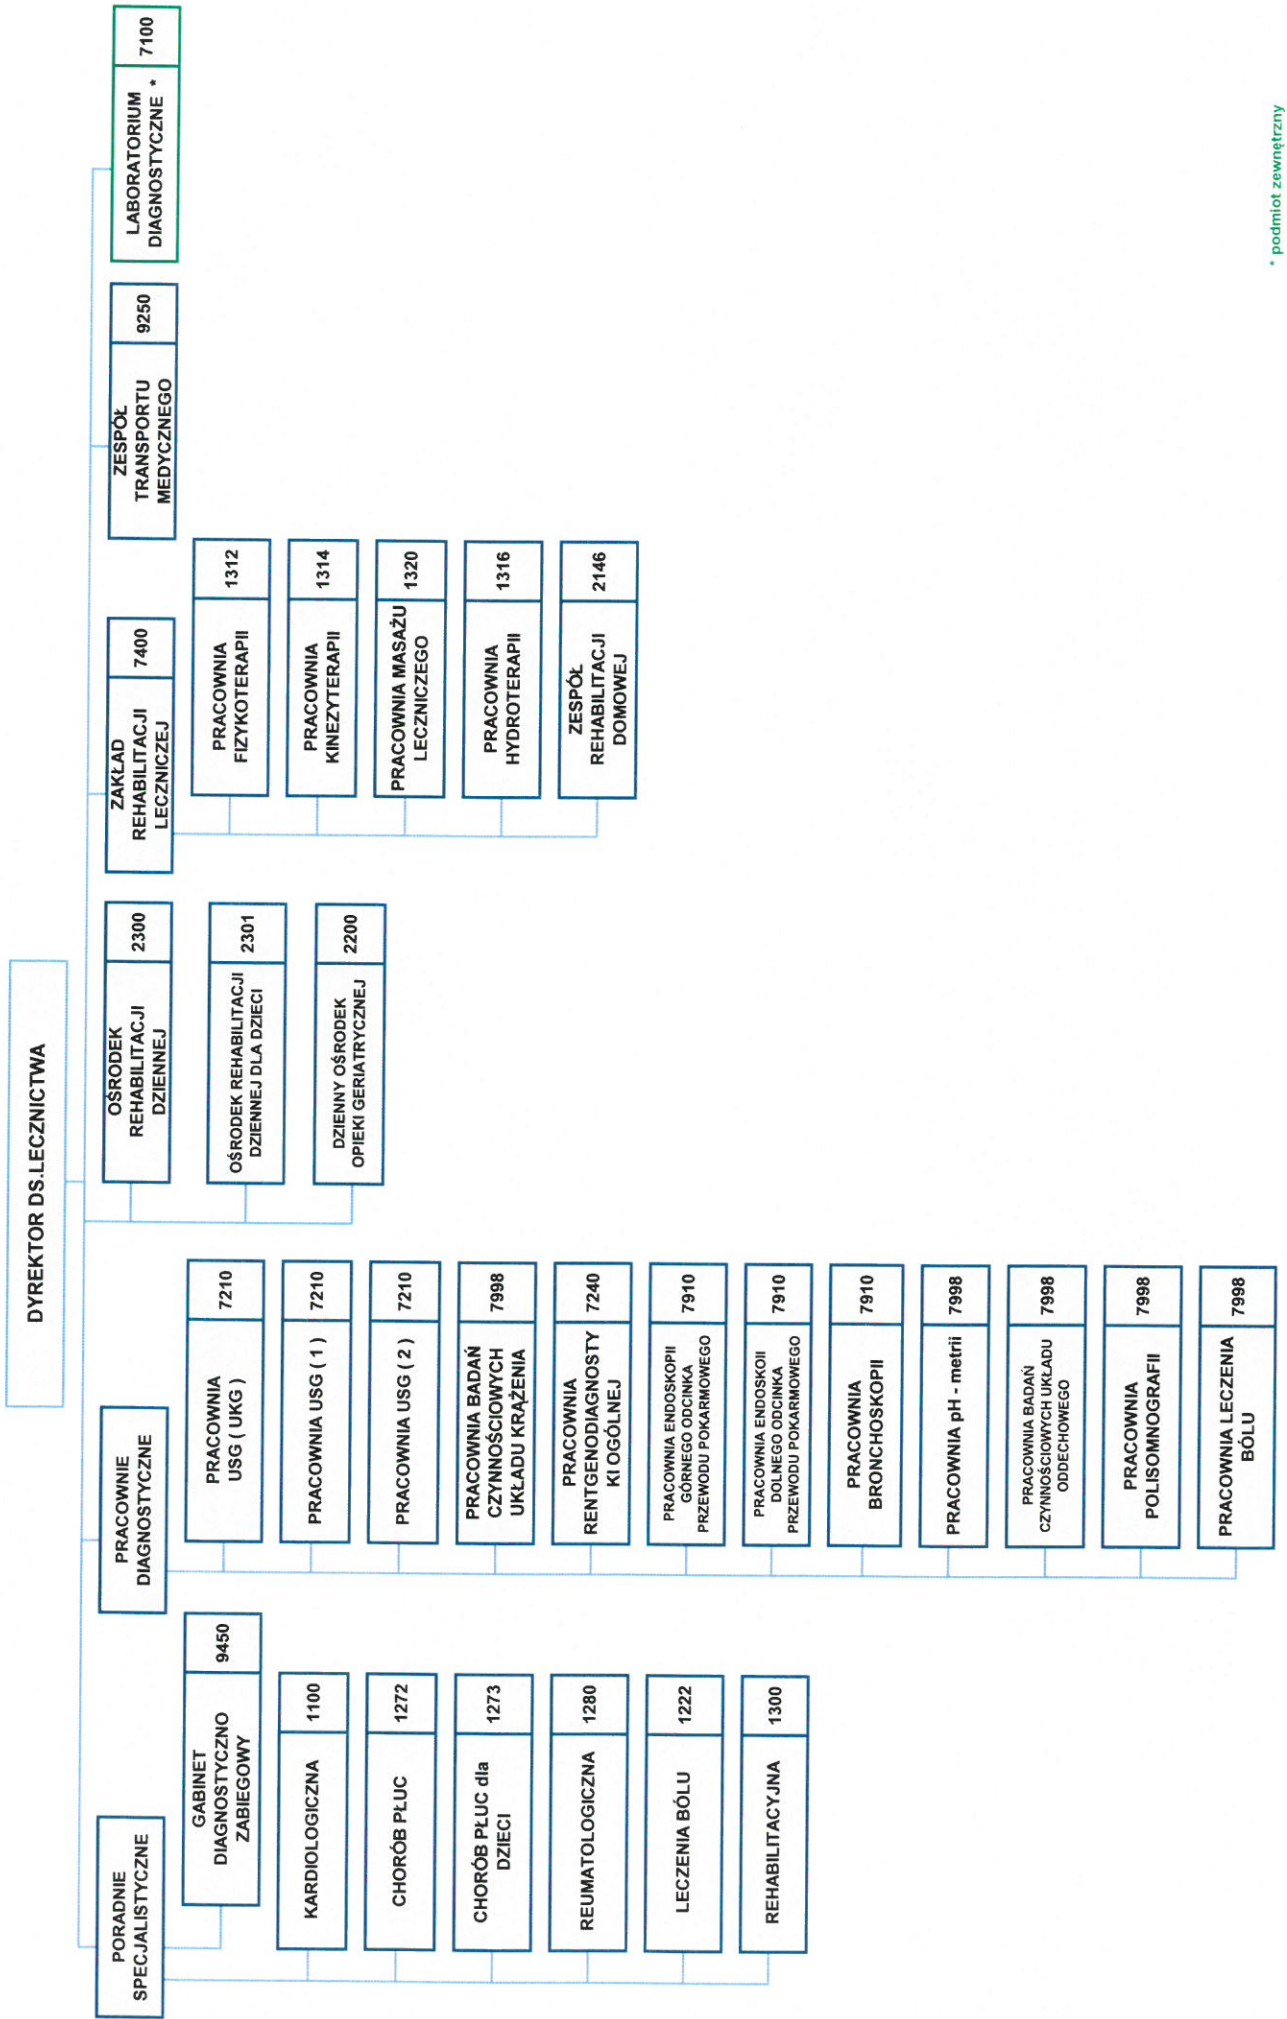 DYREKTOR DS.LECZNICTWA
PORADNIE
SPECJALISTYCZNE
GABINET
DIAGNOSTYCZNO
ZABIEGOWY
9450
KARDIOLOGICZNA
1100
CHORÓB PŁUC
1272
CHORÓB PŁUC dla
DZIECI
1273
REUMATOLOGICZNA
1280
LECZENIA BÓLU
1222
REHABILITACYJNA
1300
PRACOWNIE
DIAGNOSTYCZNE
PRACOWNIA
USG ( UKG )
7210
PRACOWNIA USG ( 1 )
7210
PRACOWNIA USG ( 2 )
7210
PRACOWNIA BADAŃ
CZYNNOŚCIOWYCH
UKŁADU KRĄŻENIA
7998
PRACOWNIA
RENTGENODIAGNOSTY
KI OGÓLNEJ
7240
PRACOWNIA ENDOSKOPII
GÓRNEGO ODCINKA
PRZEWODU POKARMOWEGO
7910
PRACOWNIA ENDOSKOII
DOLNEGO ODCINKA
PRZEWODU POKARMOWEGO
7910
PRACOWNIA
BRONCHOSKOPII
7910
PRACOWNIA pH - metrii
7998
PRACOWNIA BADAŃ
CZYNNOŚCIOWYCH UKŁADU
ODDECHOWEGO
7998
PRACOWNIA
POLISOMNOGRAFII
7998
PRACOWNIA LECZENIA
BÓLU
7998
OŚRODEK
REHABILITACJI
DZIENNEJ
2300
OŚRODEK REHABILITACJI
DZIENNEJ DLA DZIECI
2301
DZIENNY OŚRODEK
OPIEKI GERIATRYCZNEJ
2200
ZAKŁAD
REHABILITACJI
LECZNICZEJ
7400
PRACOWNIA
FIZYKOTERAPII
1312
PRACOWNIA
KINEZYTERAPII
1314
PRACOWNIA MASAŻU
LECZNICZEGO
1320
PRACOWNIA
HYDROTERAPII
1316
ZESPÓŁ
REHABILITACJI
DOMOWEJ
2146
ZESPÓŁ
TRANSPORTU
MEDYCZNEGO
9250
LABORATORIUM
DIAGNOSTYCZNE *
7100
* podmiot zewnętrzny